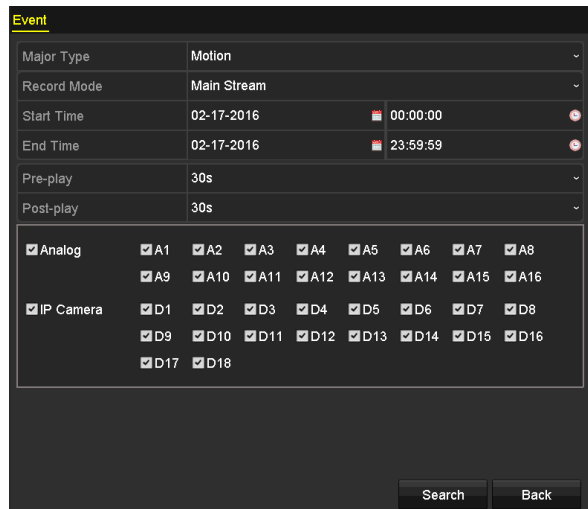 Event
Major Type Motion
Record Mode Main Stream
Start Time 02-17-2016 00:00:00
End Time 02-17-2016 23:59:59
Pre-play 30s
Post-play 30s
Analog A1 A2 A3 A4 A5 A6 A7 A8
A9 A10 A11 A12 A13 A14 A15 A16
IP Camera D1 D2 D3 D4 D5 D6 D7 D8
D9 D10 D11 D12 D13 D14 D15 D16
D17 D18
Search Back